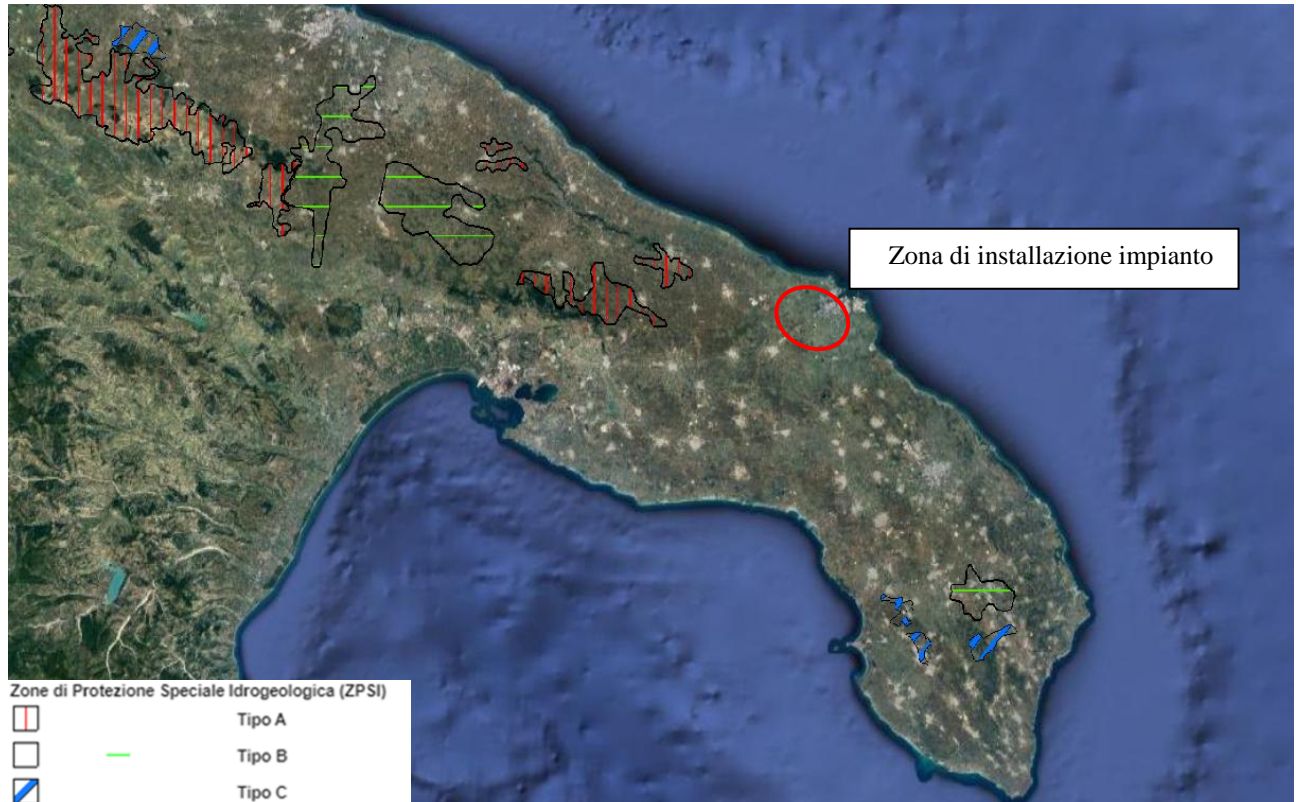 Zona di installazione impianto
Zone di Protezione Speciale Idrogeologica (ZPSI)
Tipo A
Tipo B
Tipo C